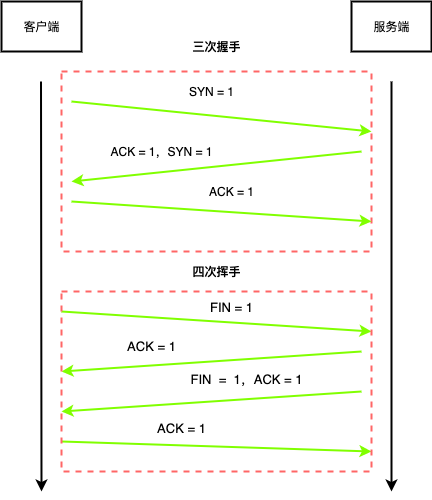 客户端
服务端
三次握手
SYN = 1
ACK = 1，SYN = 1
ACK = 1
四次挥手
FIN = 1
ACK = 1
FIN = 1，ACK = 1
ACK = 1